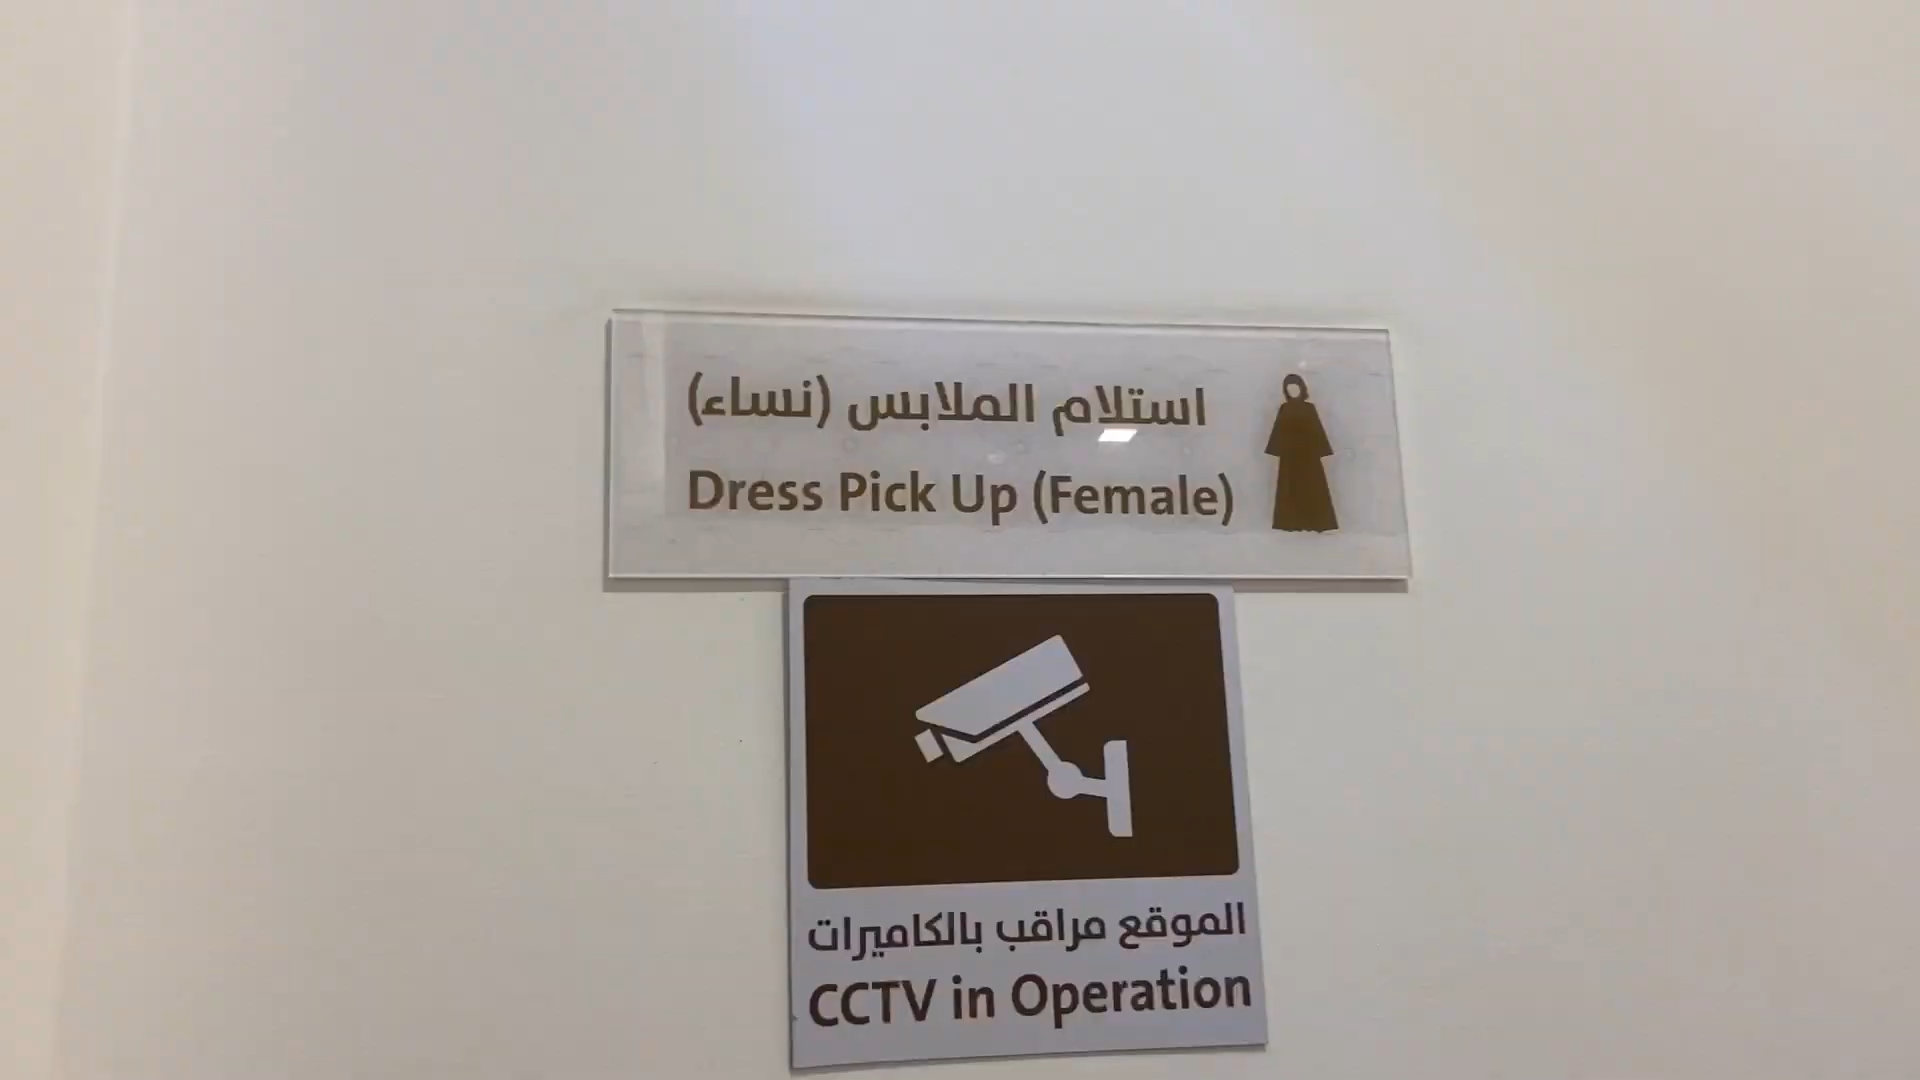 استلام الملابس (نساء)
Dress Pick Up (Female)
الموقع مراقب بالكاميرات
CCTV in Operation